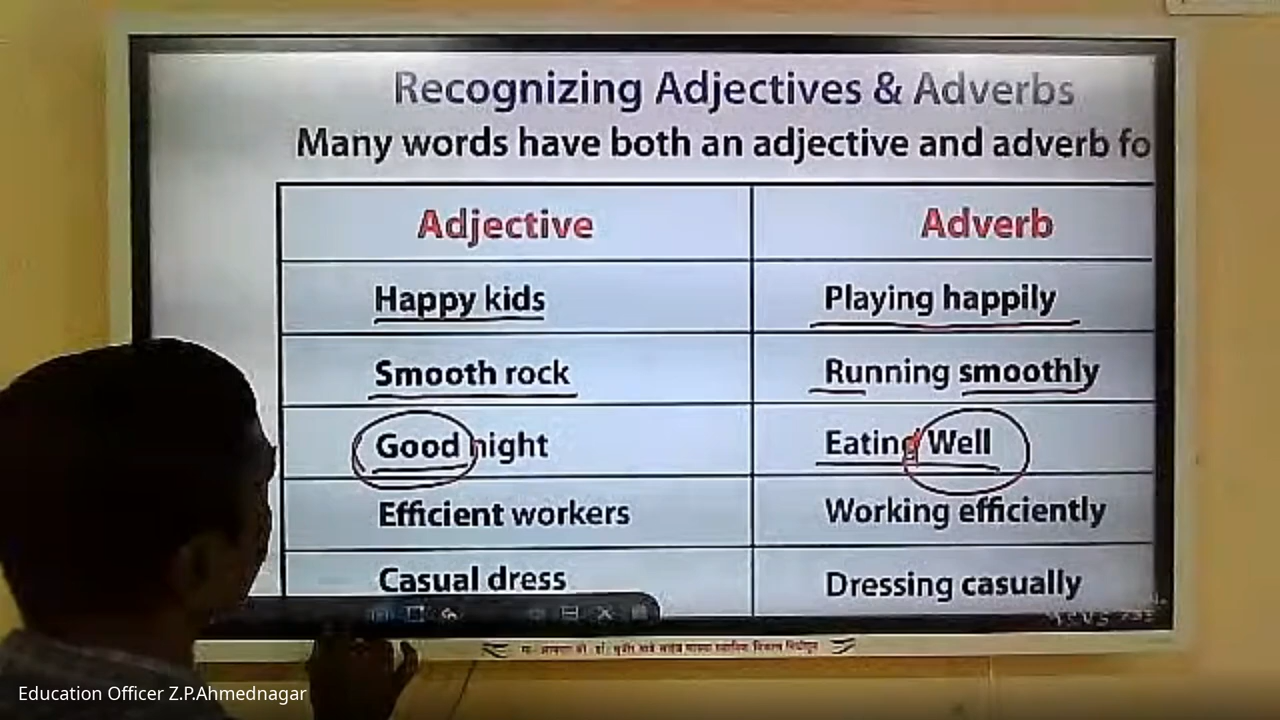 Recognizing Adjectives & Adverbs
Many words have both an adjective and adverb fo
Adjective Adverb
Happy kids Playing happily
Smooth rock Running smoothly
Good night Eating Well
Efficient workers Working efficiently
Casual dress Dressing casually
Education Officer Z.P.Ahmednagar